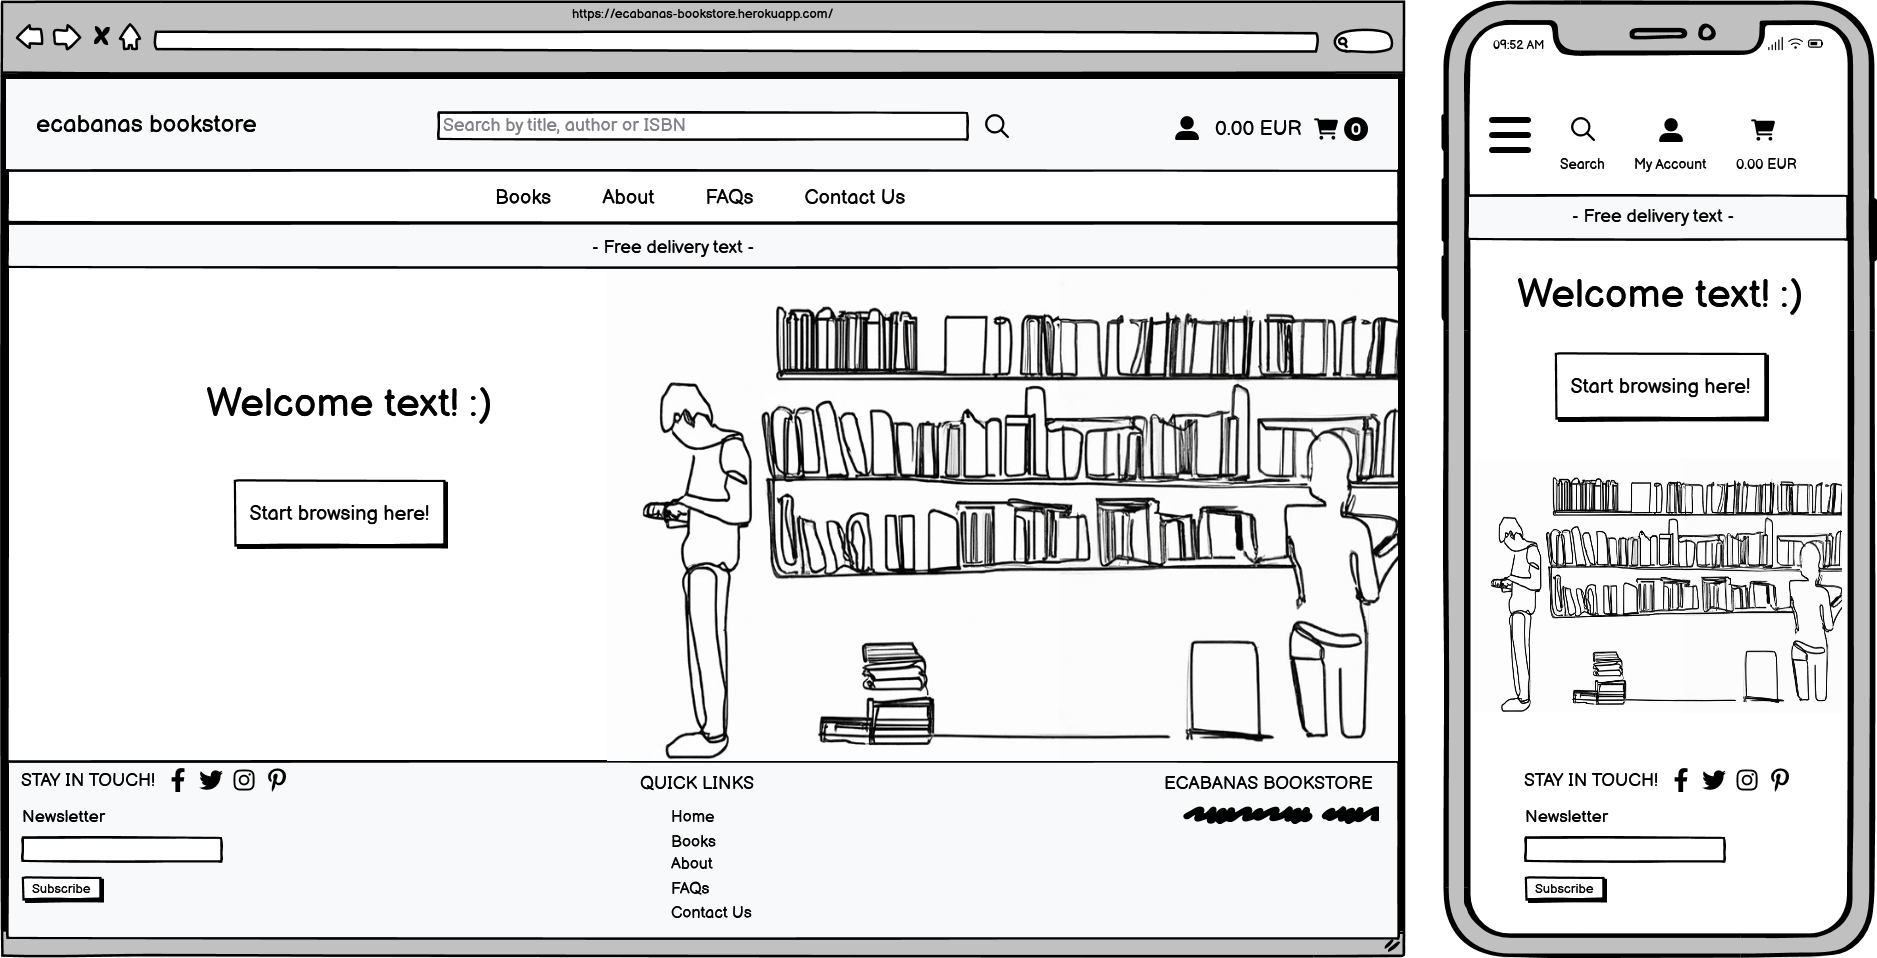 https://ecabanas-bookstore.herokuapp.com/
ecabanas bookstore
Search by title, author or ISBN
0.00 EUR
0
Books About FAQs Contact Us
- Free delivery text -
Welcome text! :)
Start browsing here!
STAY IN TOUCH!
Newsletter
Subscribe
QUICK LINKS
Home
Books
About
FAQs
Contact Us
ECABANAS BOOKSTORE
09:52 AM
Search
My Account
0.00 EUR
- Free delivery text -
Welcome text! :)
Start browsing here!
STAY IN TOUCH!
Newsletter
Subscribe